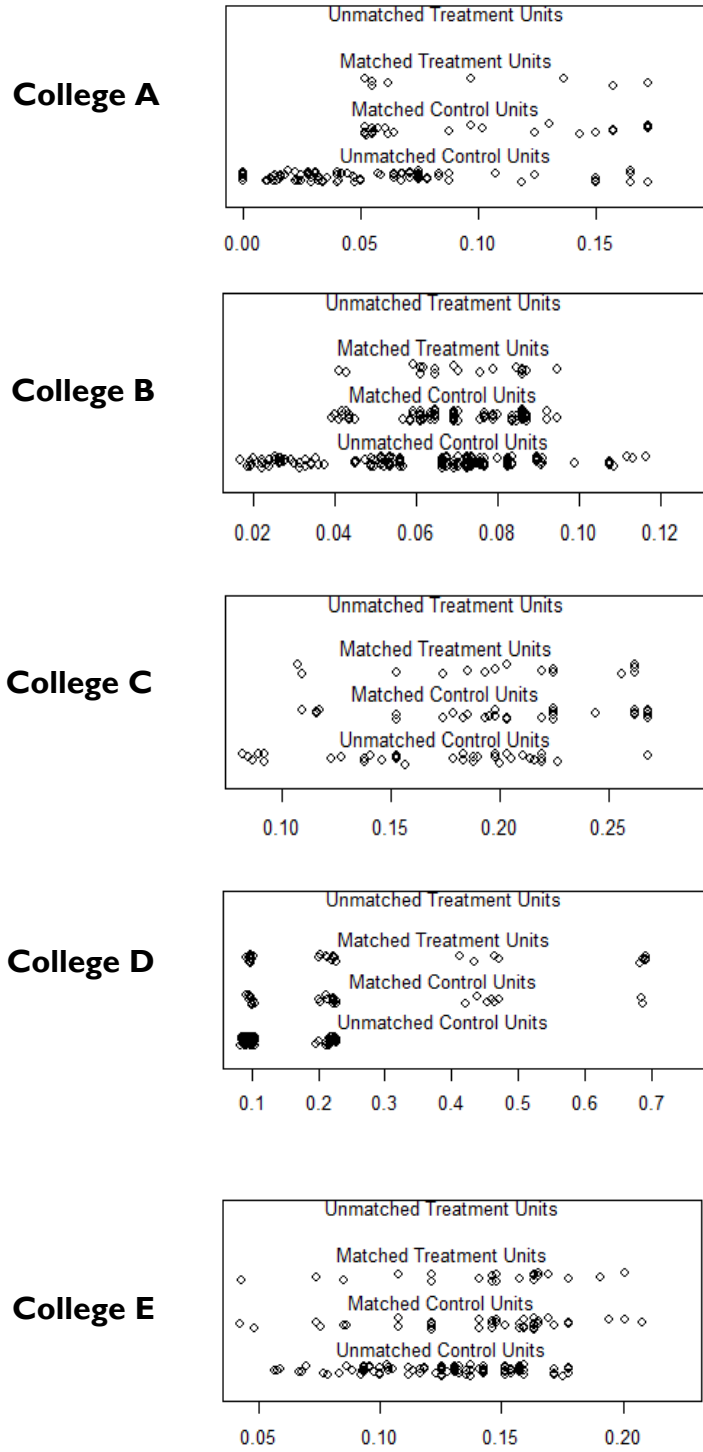 College A
Unmatched Treatment Units
Matched Treatment Units
Matched Control Units
Unmatched Control Units
0.00 0.05 0.10 0.15
College B
Unmatched Treatment Units
Matched Treatment Units
Matched Control Units
Unmatched Control Units
0.02 0.04 0.06 0.08 0.10 0.12
College C
Unmatched Treatment Units
Matched Treatment Units
Matched Control Units
Unmatched Control Units
0.10 0.15 0.20 0.25
College D
Unmatched Treatment Units
Matched Treatment Units
Matched Control Units
Unmatched Control Units
0.1 0.2 0.3 0.4 0.5 0.6 0.7
College E
Unmatched Treatment Units
Matched Treatment Units
Matched Control Units
Unmatched Control Units
0.05 0.10 0.15 0.20